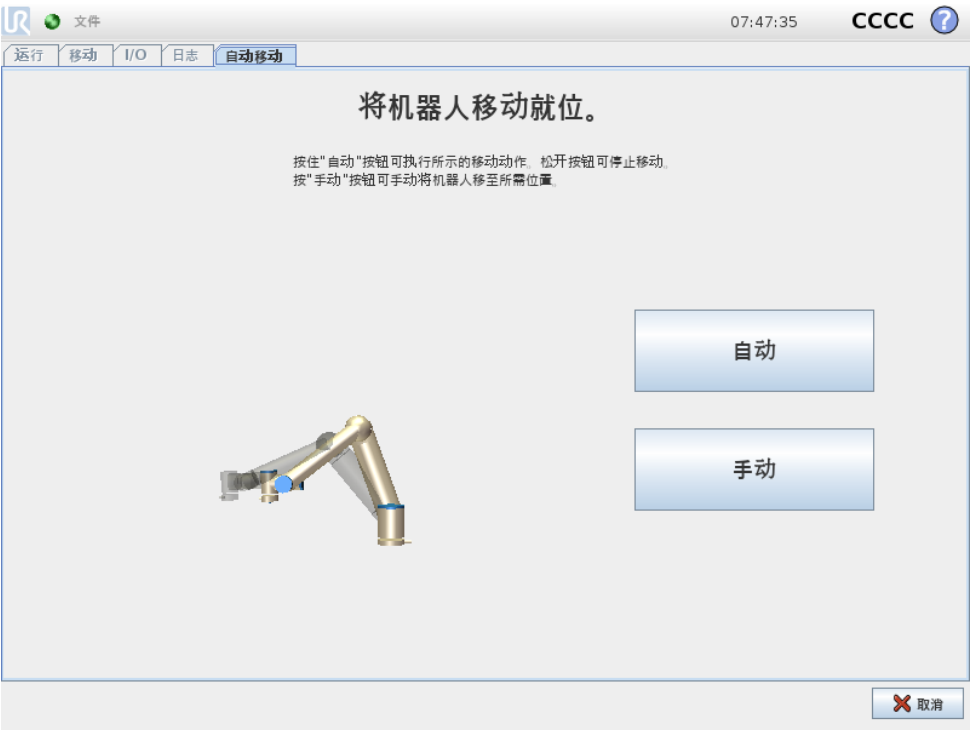 UR 文件 07:47:35 CCCC ?
运行 移动 I/O 日志 自动移动
将机器人移动就位。
按住"自动"按钮可执行所示的移动动作。松开按钮可停止移动。
按"手动"按钮可手动将机器人移至所需位置。
自动
手动
取消